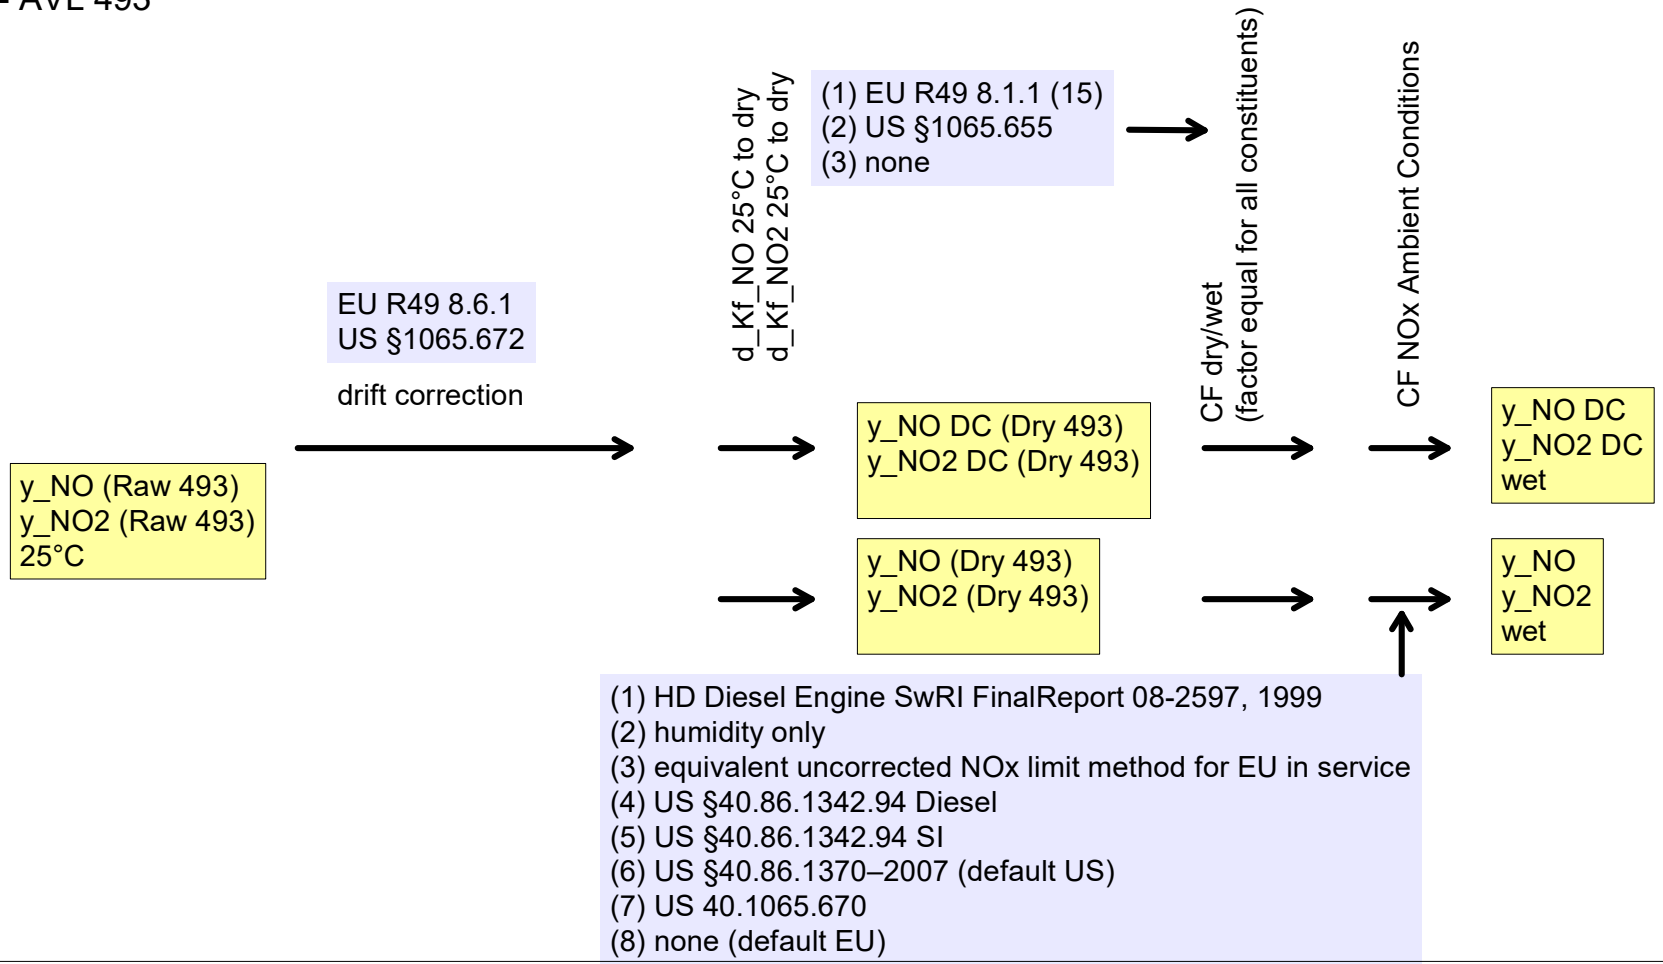 - AVL 493
d_Kf_NO 25°C to dry
d_Kf_NO2 25°C to dry
(1) EU R49 8.1.1 (15)
(2) US §1065.655
(3) none
CF dry/wet
(factor equal for all constituents)
CF NOx Ambient Conditions
EU R49 8.6.1
US §1065.672
drift correction
y_NO (Raw 493)
y_NO2 (Raw 493)
25°C
y_NO DC (Dry 493)
y_NO2 DC (Dry 493)
y_NO DC
y_NO2 DC
wet
y_NO (Dry 493)
y_NO2 (Dry 493)
y_NO
y_NO2
wet
(1) HD Diesel Engine SwRI FinalReport 08-2597, 1999
(2) humidity only
(3) equivalent uncorrected NOx limit method for EU in service
(4) US §40.86.1342.94 Diesel
(5) US §40.86.1342.94 SI
(6) US §40.86.1370–2007 (default US)
(7) US 40.1065.670
(8) none (default EU)